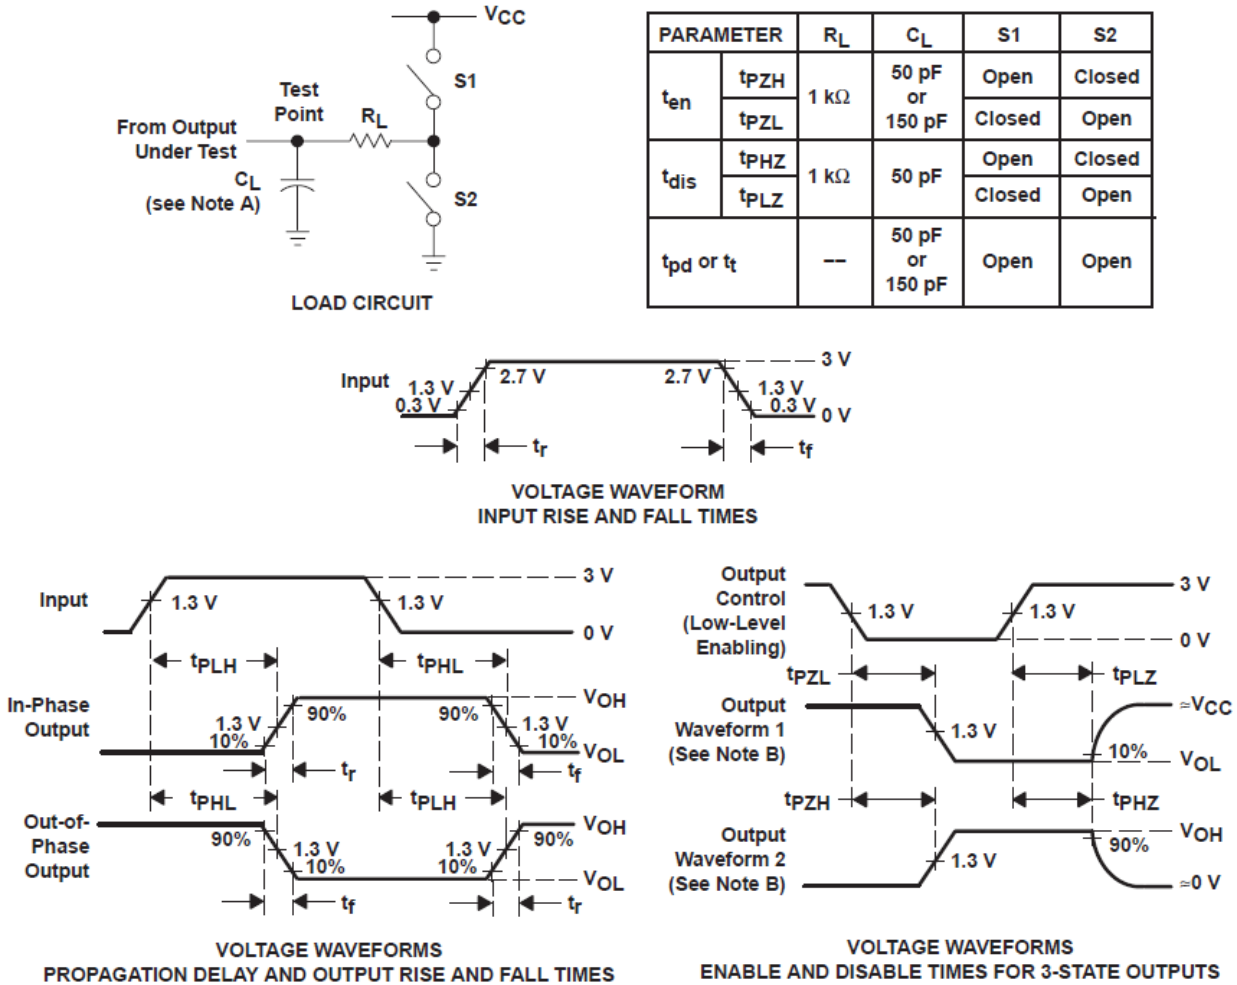 VCC
S1
Test
Point
RL
From Output
Under Test
CL
(see Note A)
S2
LOAD CIRCUIT
PARAMETER RL CL S1 S2
ten tPZH 1 kΩ 50 pF or 150 pF Open Closed
tPZL Closed Open
tdis tPHZ 1 kΩ 50 pF Open Closed
tPLZ Closed Open
tpd or tt −− 50 pF or 150 pF Open Open
Input
1.3 V
0.3 V
2.7 V
2.7 V
1.3 V
0.3 V
3 V
0 V
tr
tf
VOLTAGE WAVEFORM
INPUT RISE AND FALL TIMES
Input
1.3 V
1.3 V
3 V
0 V
tPLH
tPHL
In-Phase
Output
1.3 V
10%
90%
90%
1.3 V
10%
VOH
VOL
tr
tf
tPHL
tPLH
Out-of-
Phase
Output
90%
1.3 V
10%
1.3 V
10%
90%
VOH
VOL
tf
tr
VOLTAGE WAVEFORMS
PROPAGATION DELAY AND OUTPUT RISE AND FALL TIMES
Output
Control
(Low-Level
Enabling)
1.3 V
1.3 V
3 V
0 V
tPZL
tPLZ
Output
Waveform 1
(See Note B)
1.3 V
10%
≈VCC
VOL
tPZH
tPHZ
Output
Waveform 2
(See Note B)
1.3 V
90%
VOH
≈0 V
VOLTAGE WAVEFORMS
ENABLE AND DISABLE TIMES FOR 3-STATE OUTPUTS